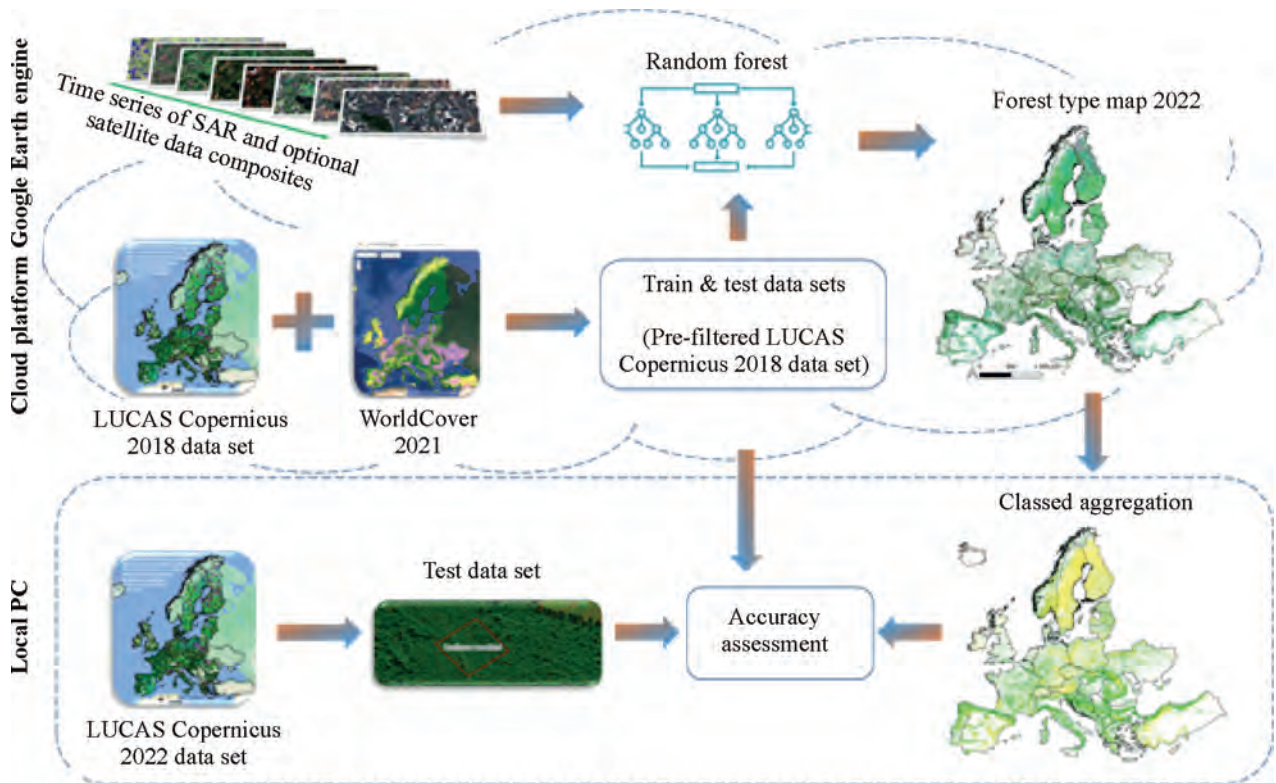 Cloud platform Google Earth engine
Time series of SAR and optional
satellite data composites
Random forest
Forest type map 2022
LUCAS Copernicus
2018 data set
WorldCover
2021
Train & test data sets
(Pre-filtered LUCAS
Copernicus 2018 data set)
Local PC
LUCAS Copernicus
2022 data set
Test data set
Accuracy
assessment
Classed aggregation